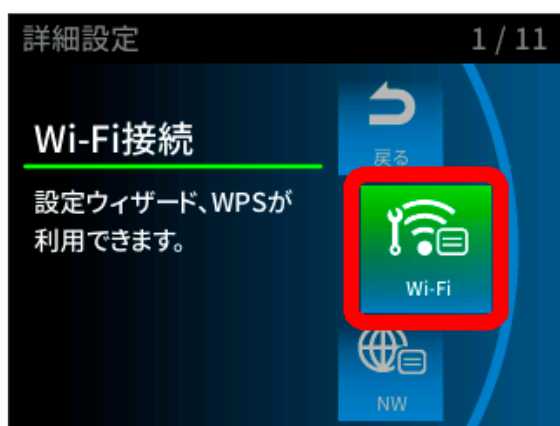 詳細設定
1 / 11
Wi-Fi接続
設定ウィザード、WPSが
利用できます。
戻る
Wi-Fi
NW